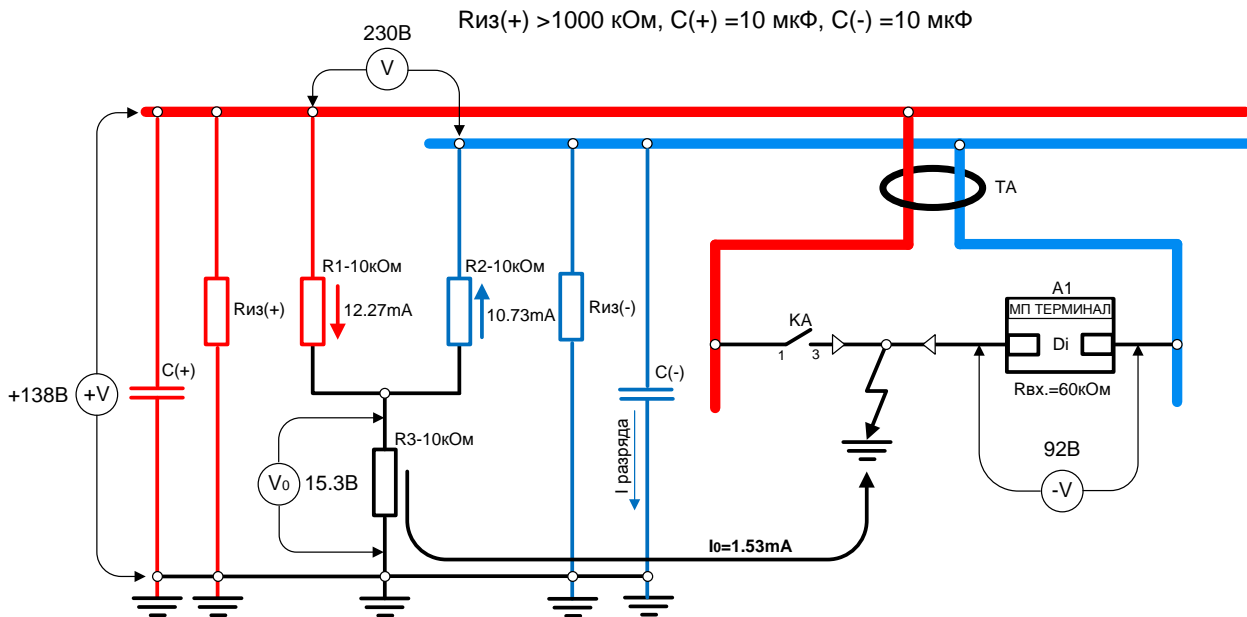 Rиз(+) >1000 кОм, C(+) =10 мкФ, C(-) =10 мкФ
230В
V
TA
R1-10кОм
R2-10кОм
A1
МП ТЕРМИНАЛ
Rиз(+)
12.27mA
10.73mA
Rиз(-)
KA
Di
1
3
C(+)
C(-)
Rвх.=60кОм
+138В
+V
R3-10кОм
I разряда
92В
V0
15.3В
-V
I0=1.53mA